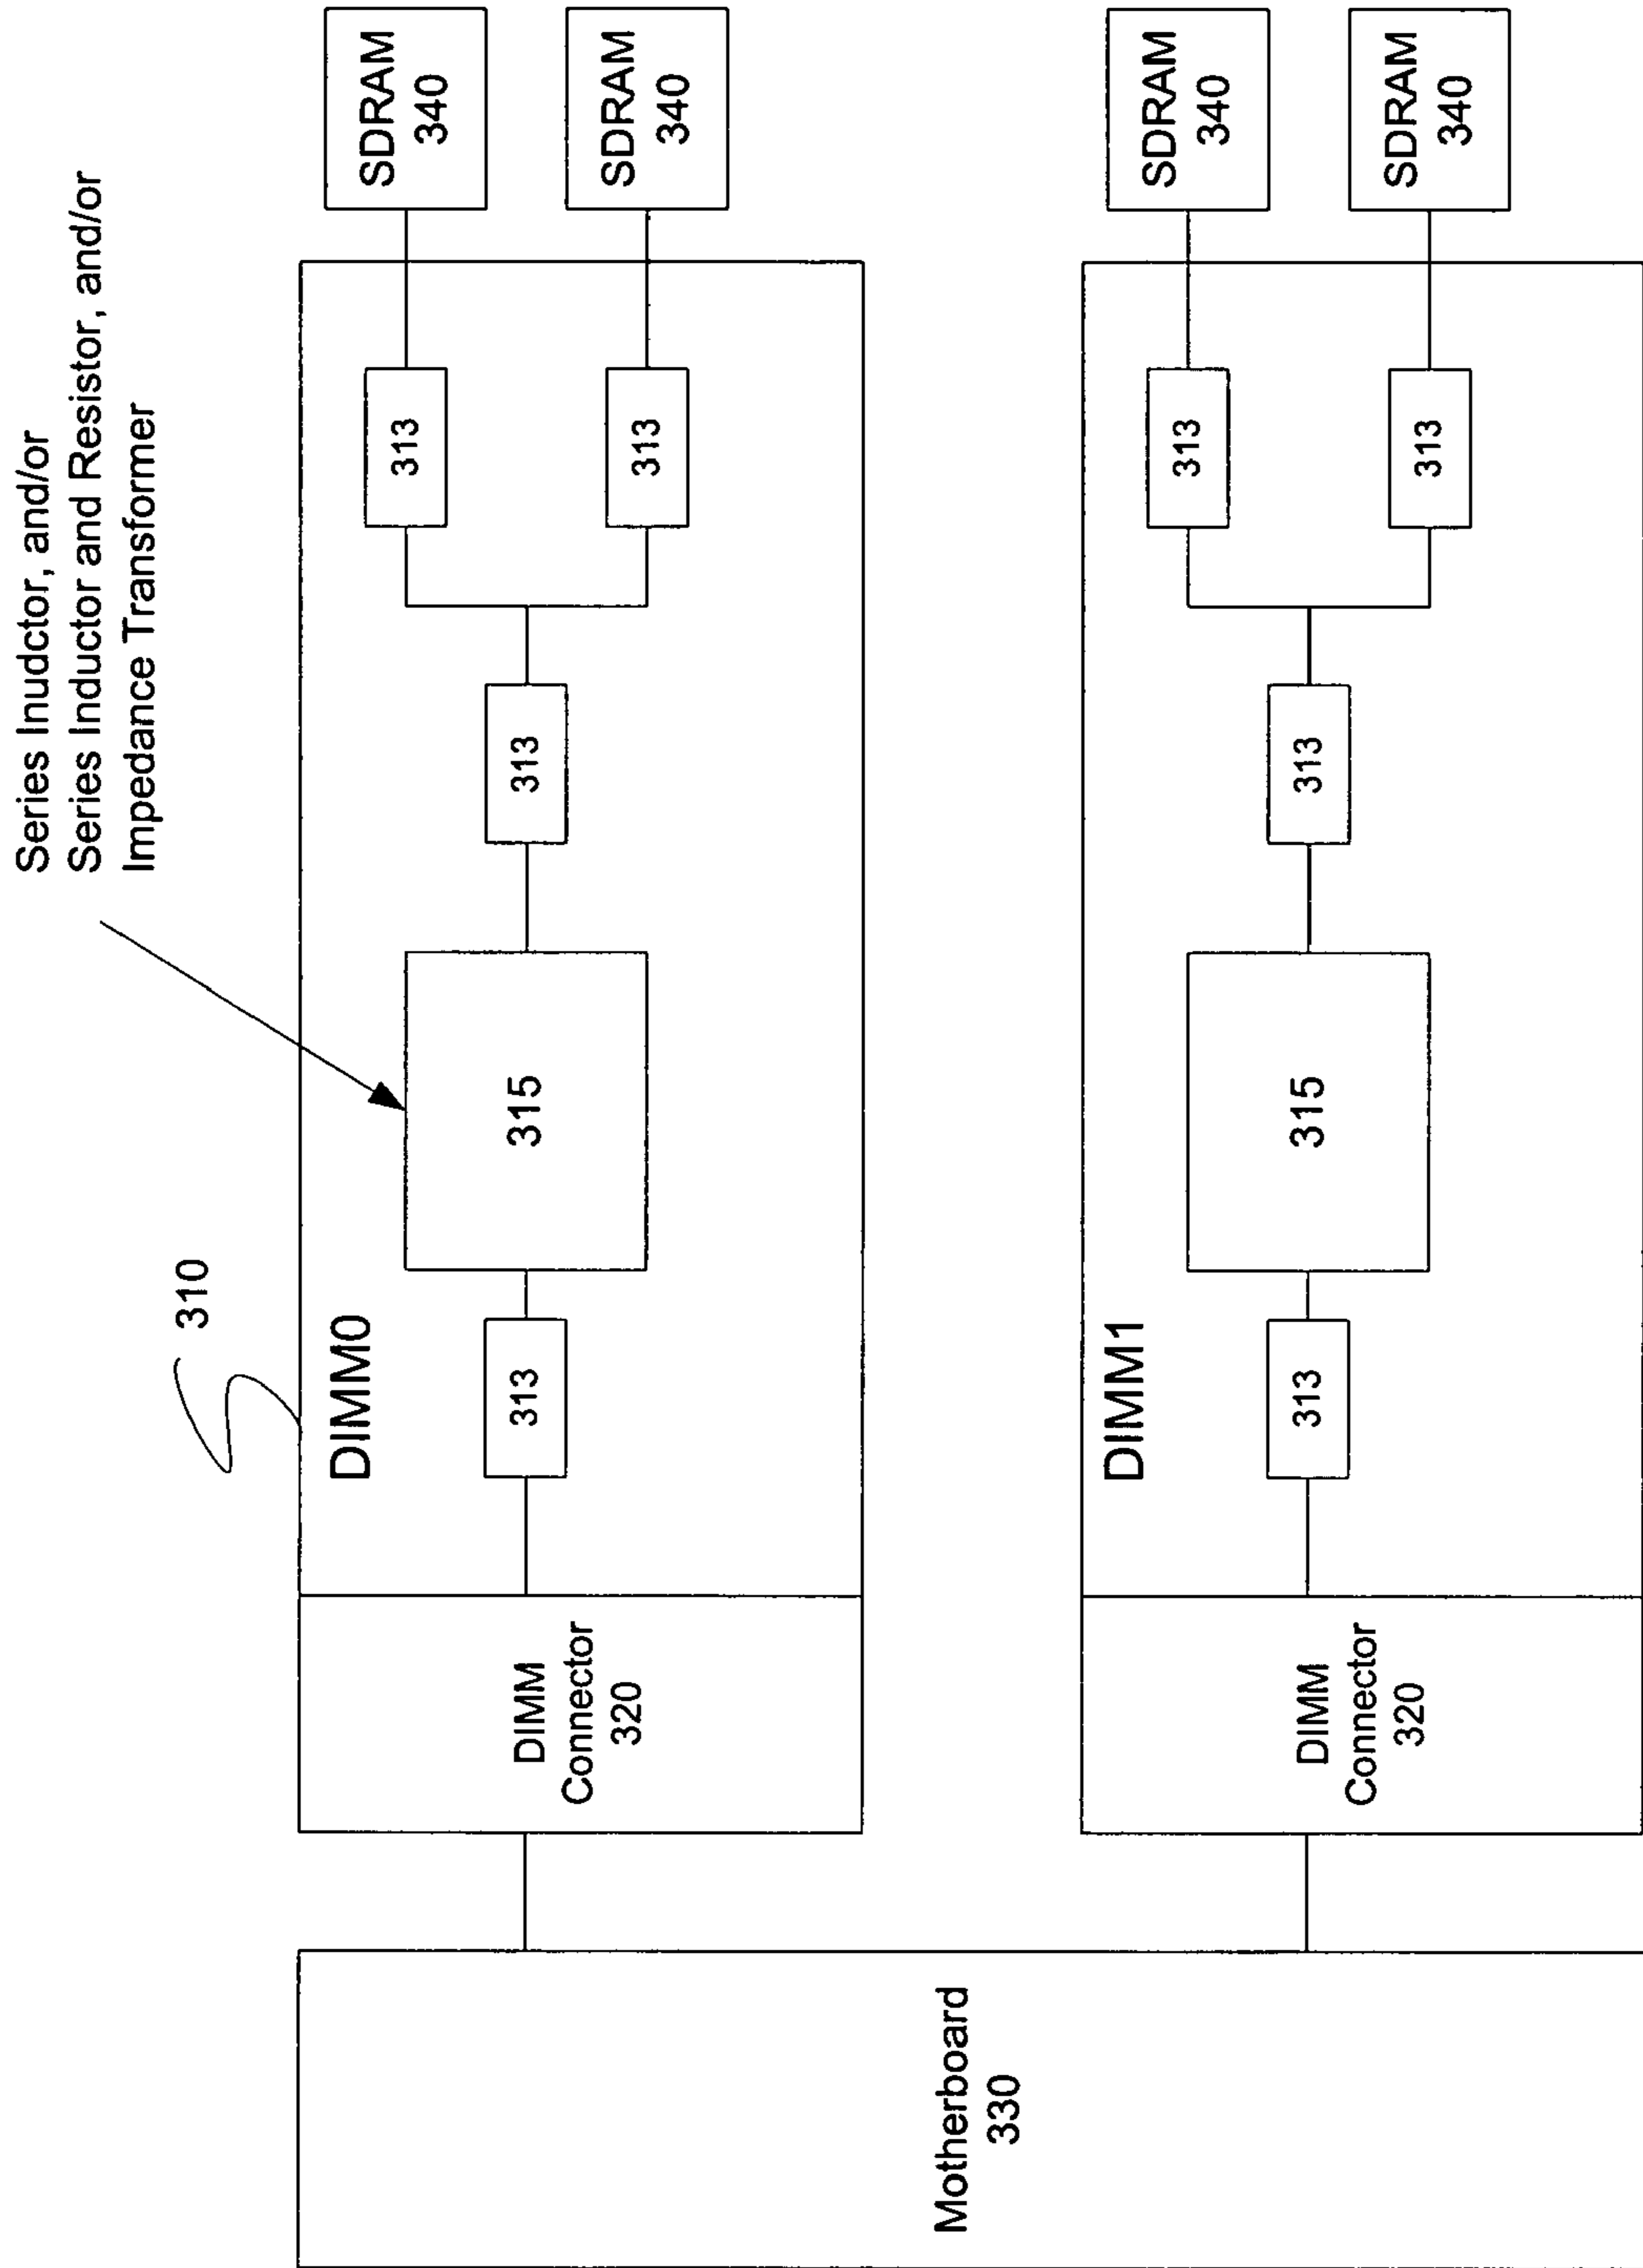 Series Inudctor, and/or
Series Inductor and Resistor, and/or
Impedance Transformer
310
DIMM0
313
315
313
313
313
SDRAM
340
SDRAM
340
DIMM
Connector
320
Motherboard
330
DIMM1
313
315
313
313
313
SDRAM
340
SDRAM
340
DIMM
Connector
320